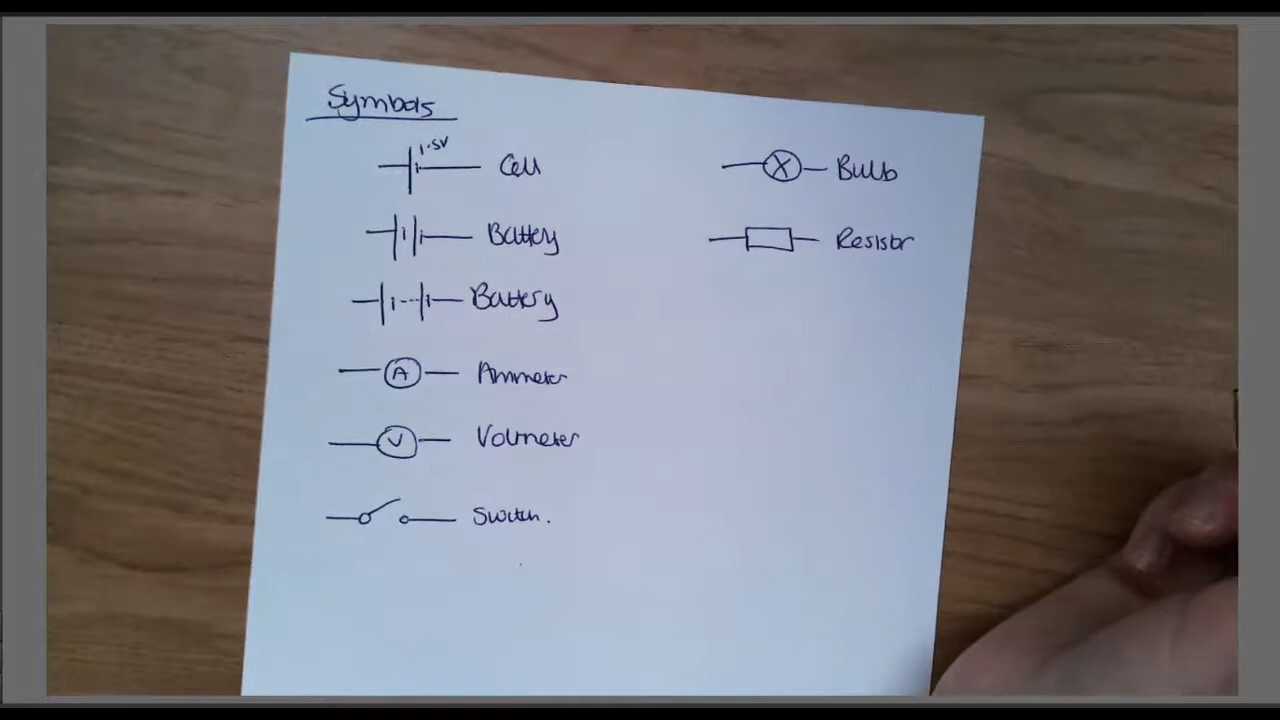 Symbols
1.5V
Cell
Battery
Battery
A Ammeter
V Voltmeter
Switch.
Bulb
Resistor